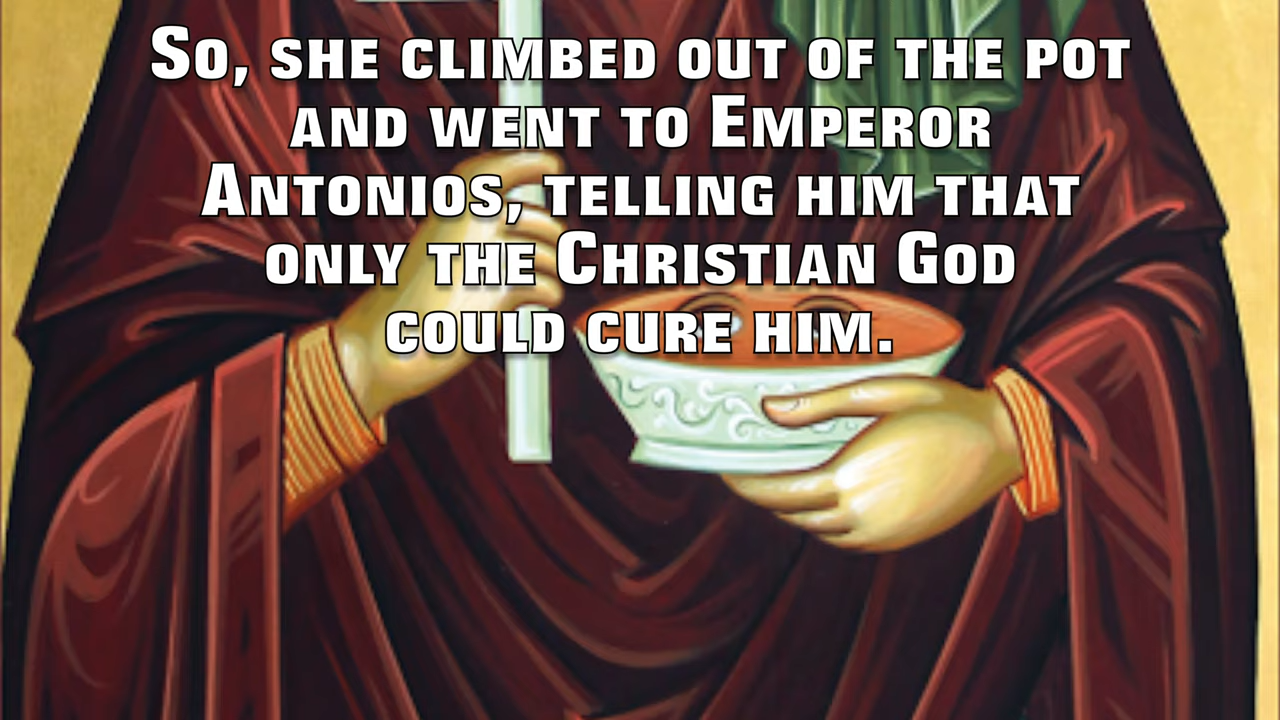 So, she climbed out of the pot
and went to Emperor
Antonios, telling him that
only the Christian God
could cure him.